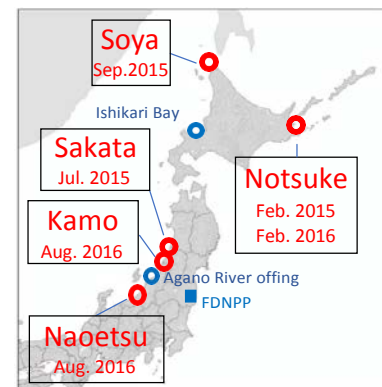 Soya
Sep.2015
Ishikari Bay
Sakata
Jul. 2015
Notsuke
Feb. 2015
Feb. 2016
Kamo
Aug. 2016
Agano River offing
FDNPP
Naoetsu
Aug. 2016